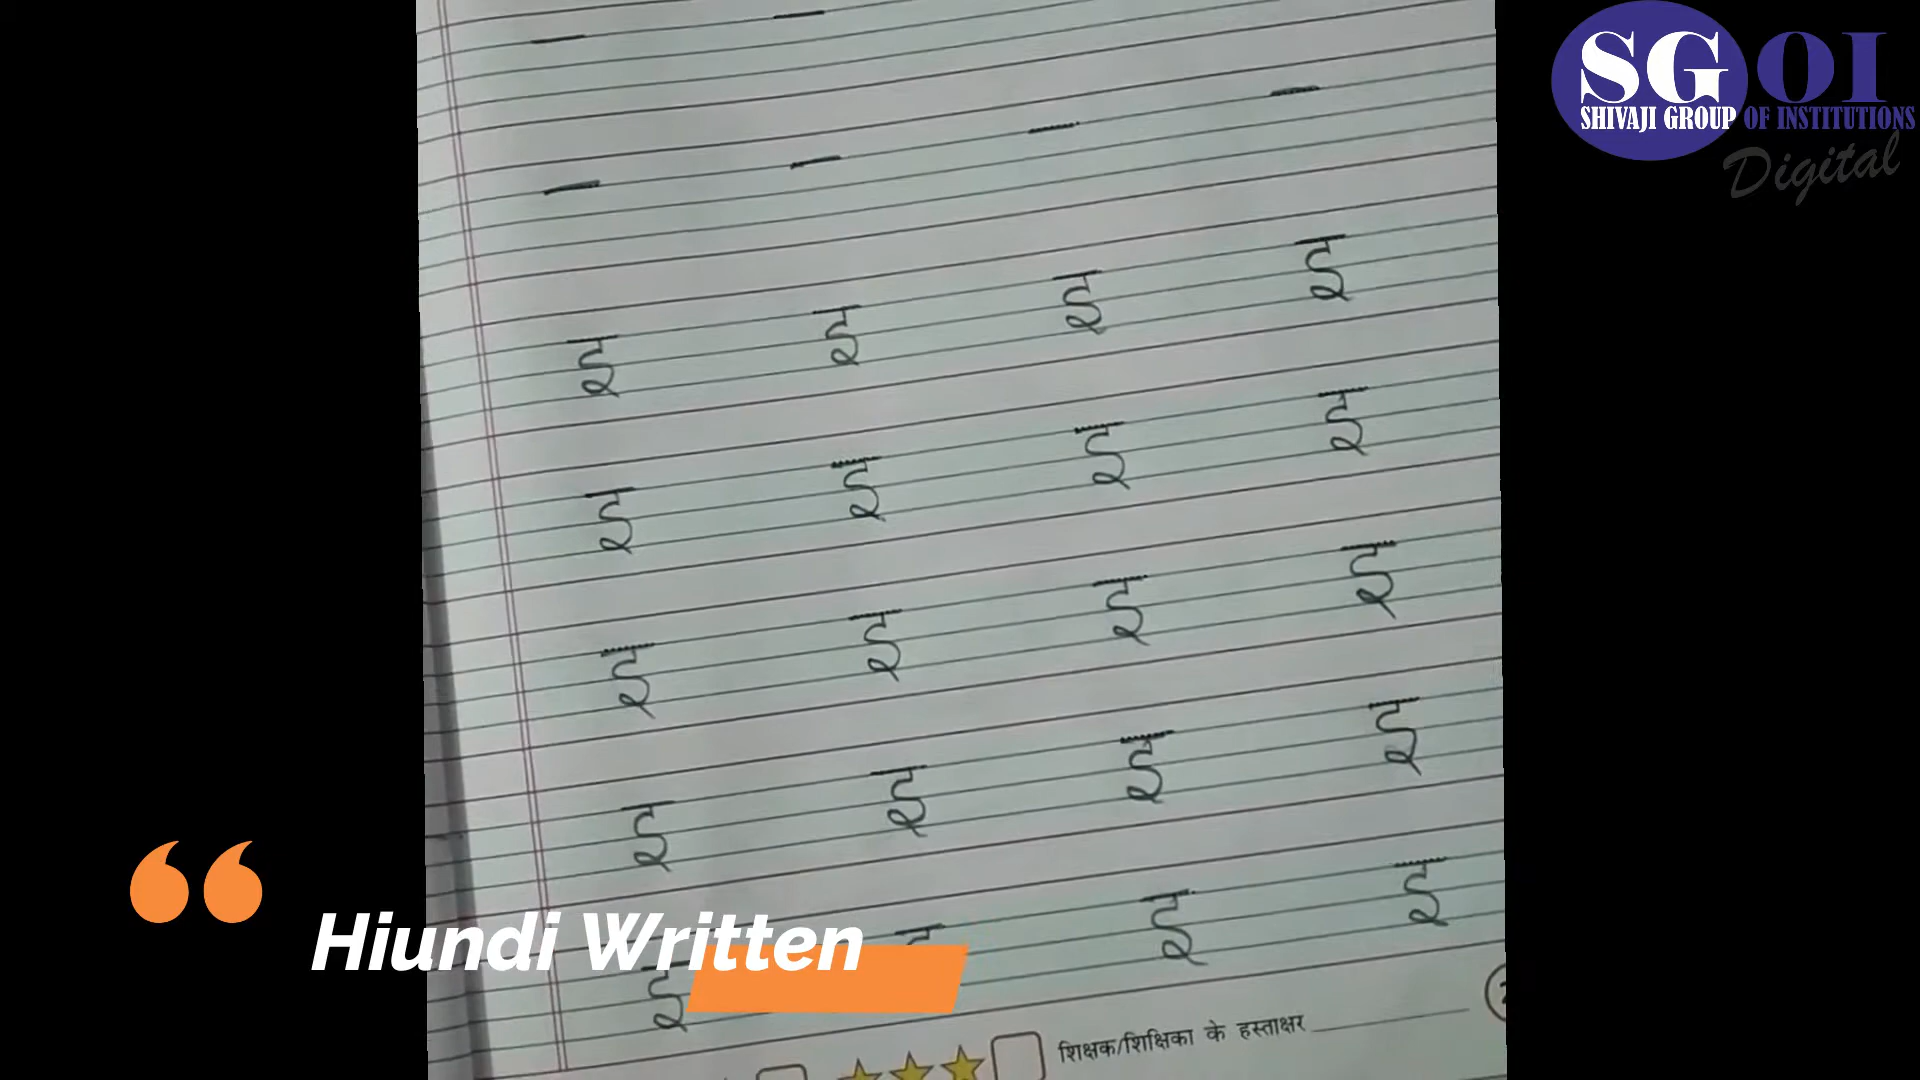 SGOI
SHIVAJI GROUP OF INSTITUTIONS
Digital
इ इ इ इ
इ इ इ इ
इ इ इ इ
इ इ इ इ
इ इ इ
Hiundi Written
शिक्षक/शिक्षिका के हस्ताक्षर